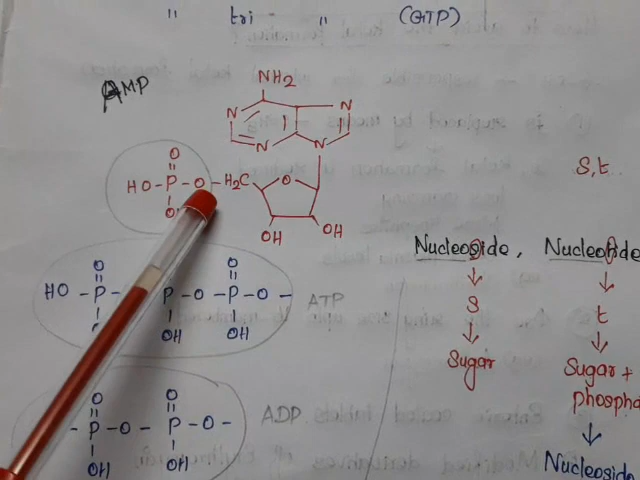 " tri " (GTP)
AMP
NH2
N N
N N
O
HO-P-O-H2C O
O
OH OH
S,t
Nucleoside, Nucleotide
O O
HO -P P-O-P-O- ATP
OH OH
S t
Sugar Sugar +
phospha
O O
-P-O-P-O- ADP
OH OH
Nucleosid